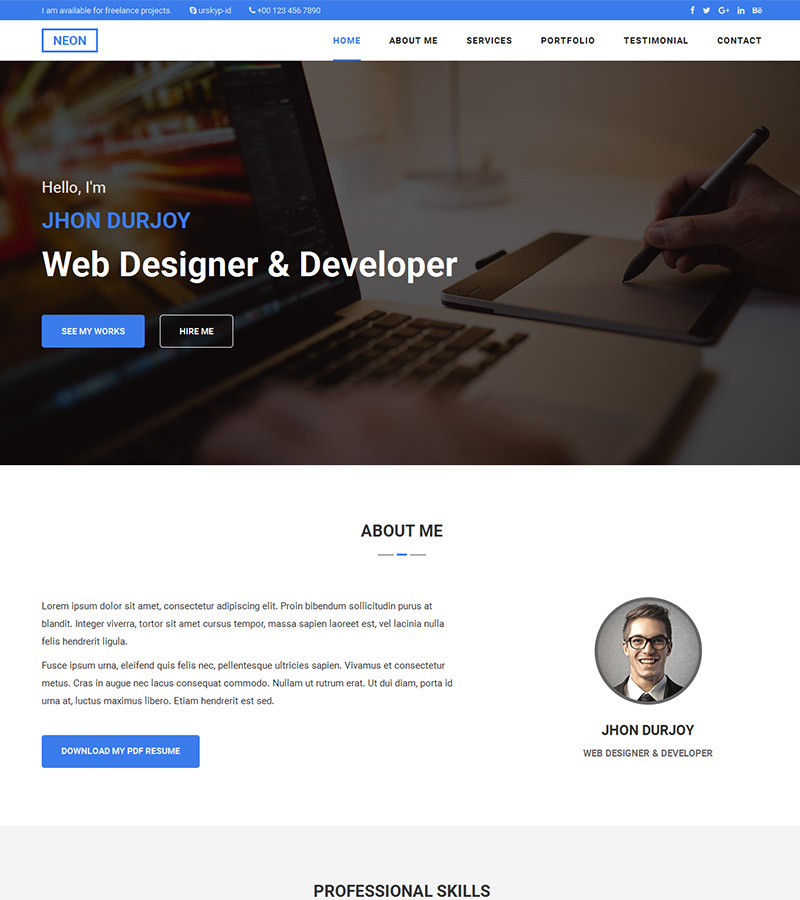 I am available for freelance projects. urskyp-id +00 123 456 7890
NEON
HOME ABOUT ME SERVICES PORTFOLIO TESTIMONIAL CONTACT
Hello, I'm
JHON DURJOY
Web Designer & Developer
SEE MY WORKS HIRE ME
ABOUT ME
Lorem ipsum dolor sit amet, consectetur adipiscing elit. Proin bibendum sollicitudin purus at
blandit. Integer viverra, tortor sit amet cursus tempor, massa sapien laoreet est, vel lacinia nulla
felis hendrerit ligula.
Fusce ipsum urna, eleifend quis felis nec, pellentesque ultricies sapien. Vivamus et consectetur
metus. Cras in augue nec lacus consequat commodo. Nullam ut rutrum erat. Ut dui diam, porta id
urna at, luctus maximus libero. Etiam hendrerit est sed.
DOWNLOAD MY PDF RESUME
JHON DURJOY
WEB DESIGNER & DEVELOPER
PROFESSIONAL SKILLS